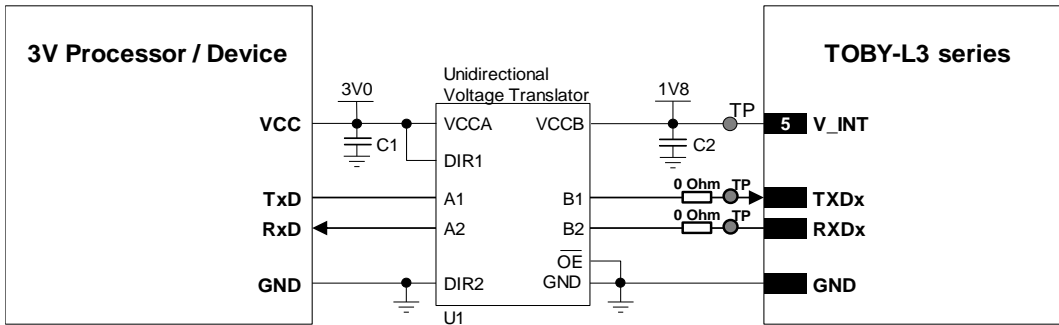 3V Processor / Device
TOBY-L3 series
Unidirectional
Voltage Translator
3V0
1V8
TP
VCC
VCCA
VCCB
5
V_INT
C1
C2
DIR1
0 Ohm
TP
TxD
A1
B1
TXDx
0 Ohm
TP
RxD
A2
B2
RXDx
OE
GND
DIR2
GND
GND
U1